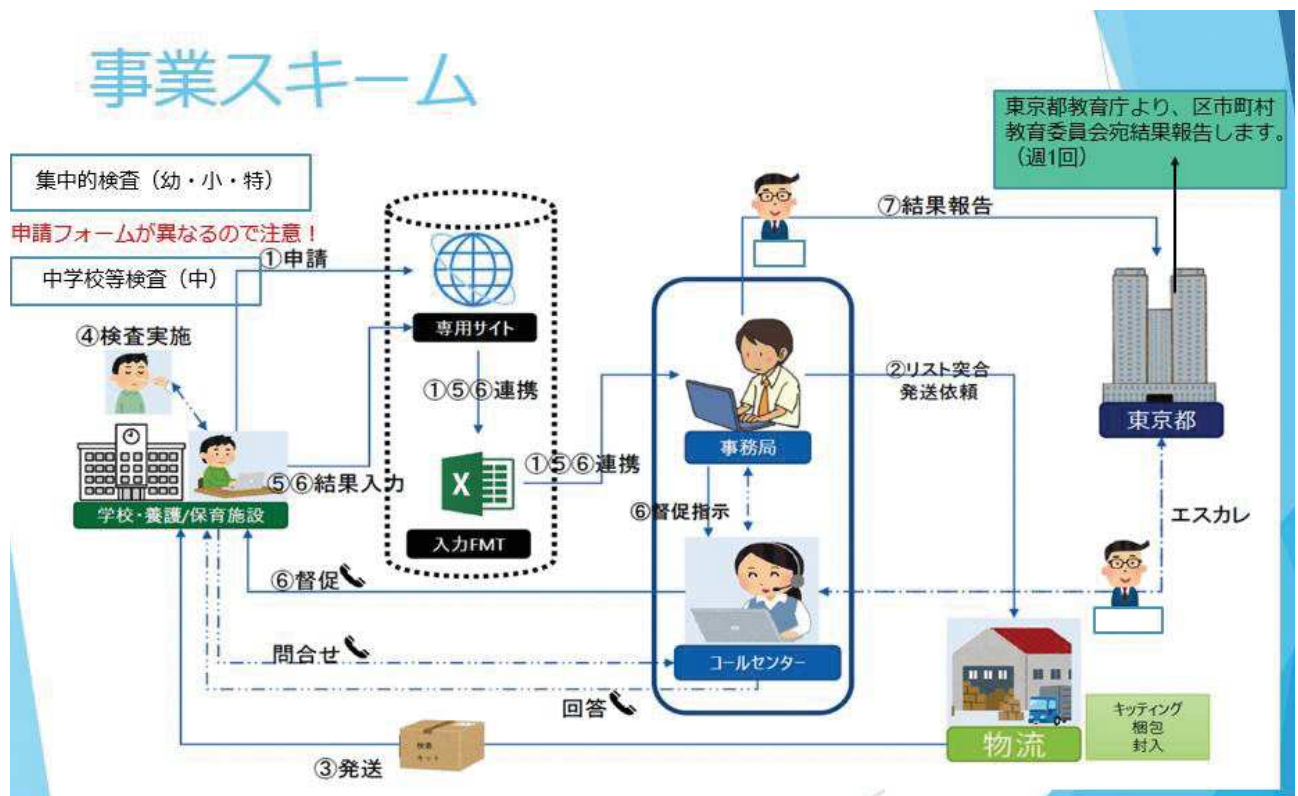 事業スキーム
東京都教育庁より、区市町村
教育委員会宛結果報告します。
(週1回)
集中的検査（幼・小・特）
申請フォームが異なるので注意！
中学校等検査（中）
①申請
⑦結果報告
④検査実施
専用サイト
①⑤⑥連携
②リスト突合
発送依頼
東京都
事務局
①⑤⑥連携
⑤⑥結果入力
学校・養護/保育施設
X
入力FMT
⑥督促指示
エスカレ
⑥督促
問合せ
コールセンター
回答
キッティング
梱包
封入
物流
検査
キット
③発送